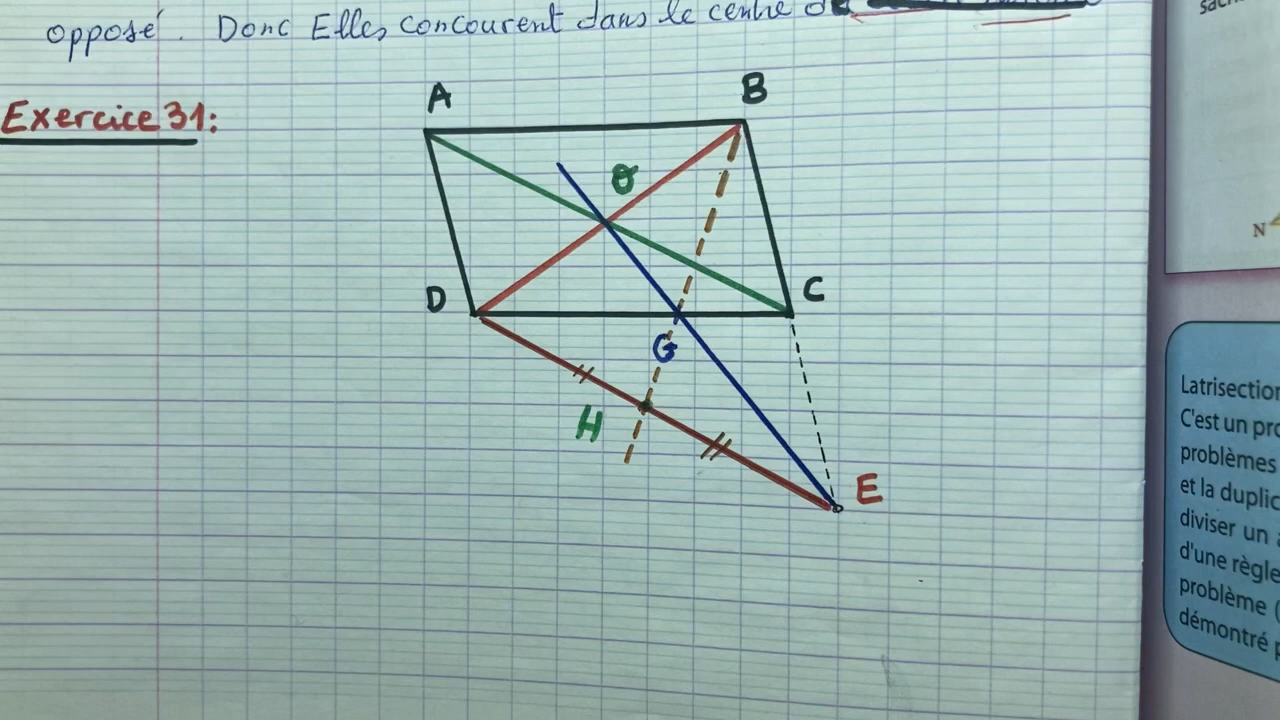 opposé. Donc Elles concourent dans le centre
Exercice 31:
A
B
O
D
C
G
H
E
N
Latrisection
C'est un pro
problèmes
et la duplic
diviser un
d'une règle
problème (
démontré p